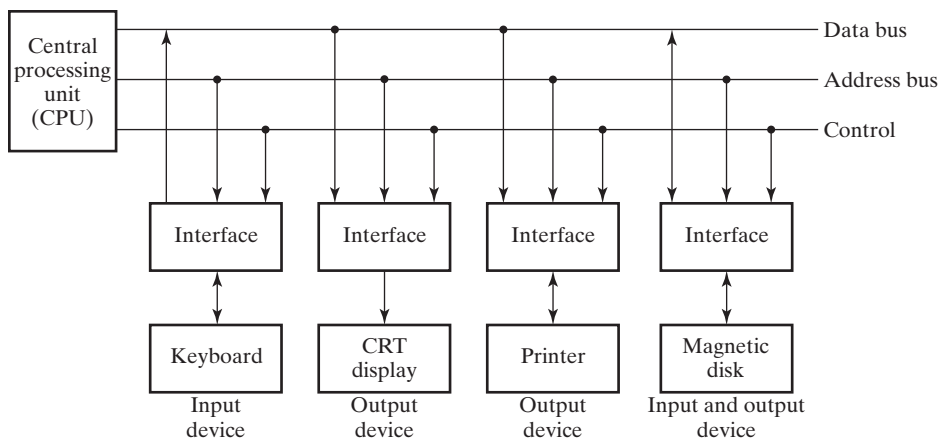 Central
processing
unit
(CPU)
Data bus
Address bus
Control
Interface
Interface
Interface
Interface
Keyboard
CRT
display
Printer
Magnetic
disk
Input
device
Output
device
Output
device
Input and output
device